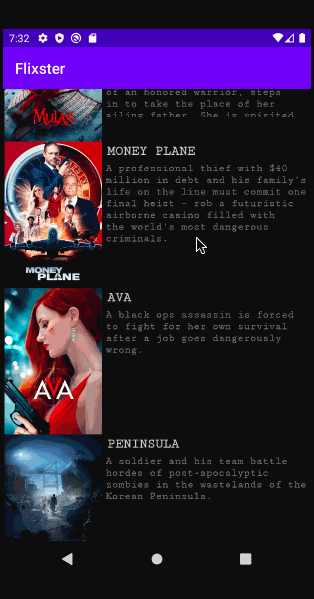 7:32
Flixster
of an honored warrior, steps
in to take the place of her
ailing father. She is spirited
MULAN
MONEY PLANE
A professional thief with $40
million in debt and his family's
life on the line must commit one
final heist - rob a futuristic
airborne casino filled with
the world's most dangerous
criminals.
MONEY
PLANE
AVA
A black ops assassin is forced
to fight for her own survival
after a job goes dangerously
wrong.
AVA
PENINSULA
A soldier and his team battle
hordes of post-apocalyptic
zombies in the wastelands of the
Korean Peninsula.